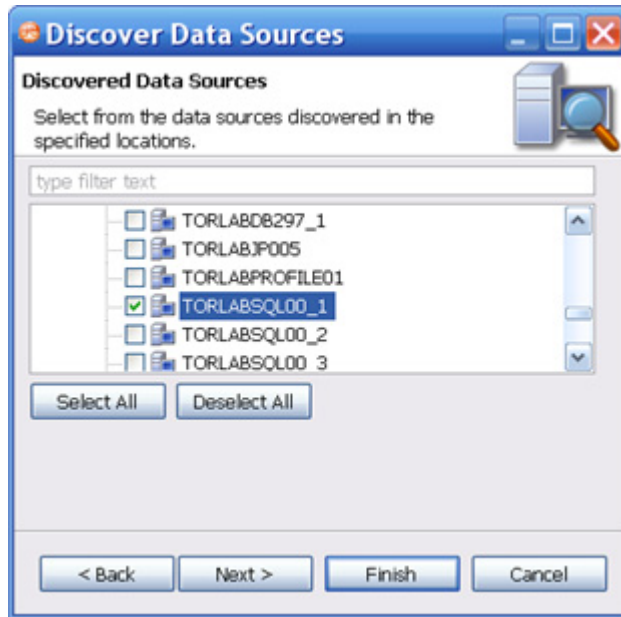 Discover Data Sources
Discovered Data Sources
Select from the data sources discovered in the
specified locations.
type filter text
TORLABDB297_1
TORLABJP005
TORLABPROFILE01
TORLABSQL00_1
TORLABSQL00_2
TORLABSQL00_3
Select All Deselect All
< Back Next > Finish Cancel